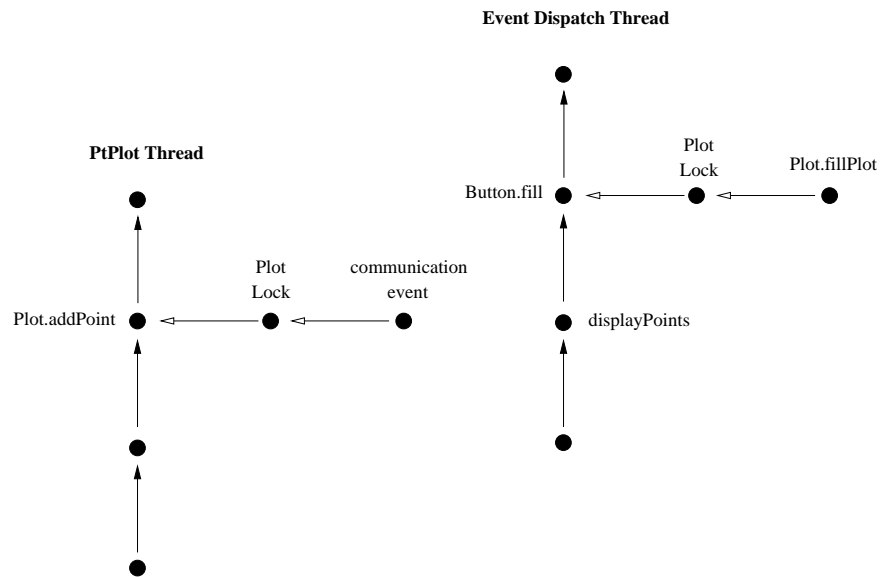 Event Dispatch Thread
PtPlot Thread
Plot
Lock
Plot.fillPlot
Button.fill
Plot
Lock
communication
event
Plot.addPoint
displayPoints